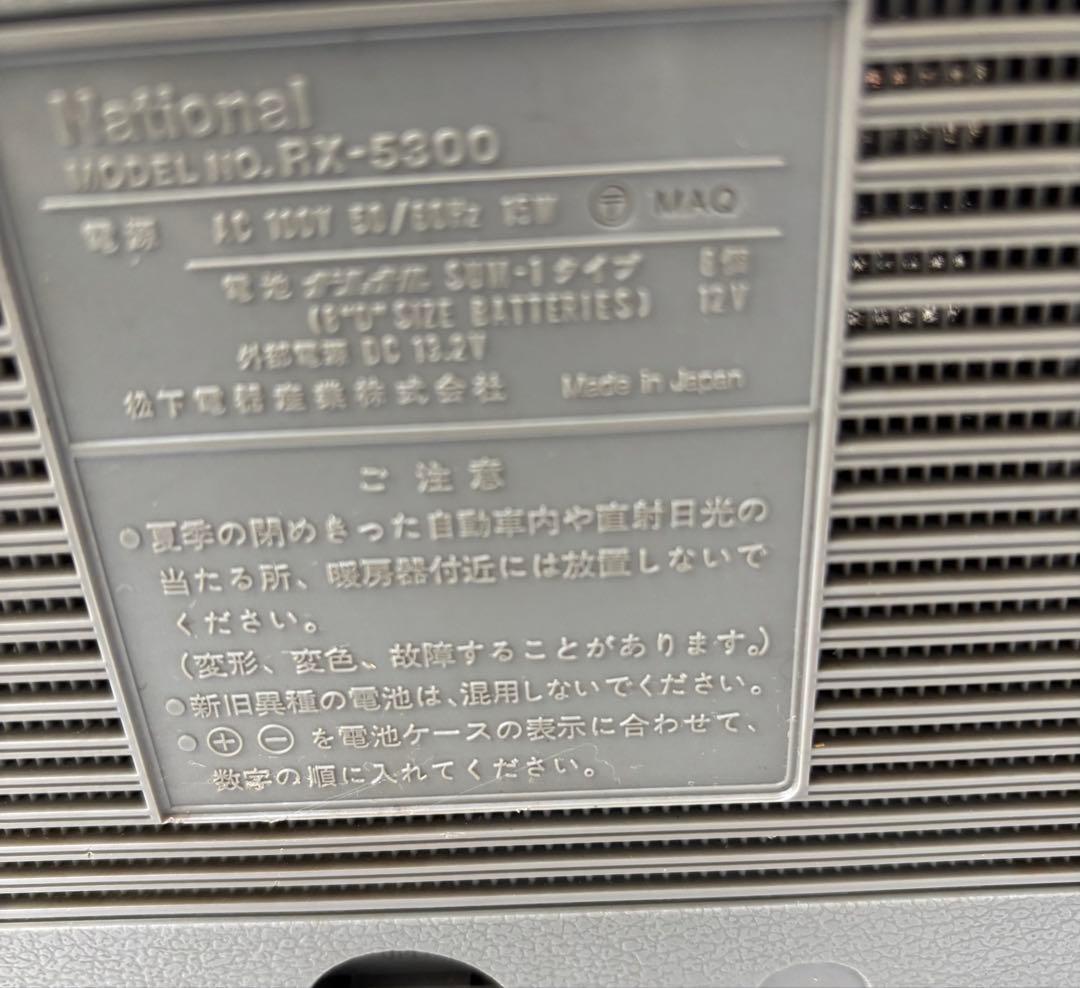 National
MODEL NO. RX-5300
電源 AC 100V 50/60Hz 15W 〒 MAQ
電池 ナショナル SUM-1タイプ 8個
(8"D" SIZE BATTERIES) 12V
外部電源 DC 13.2V
松下電器産業株式会社 Made in Japan
ご注意
●夏季の閉めきった自動車内や直射日光の
当たる所、暖房器付近には放置しないで
ください。
(変形、変色、故障することがあります。)
●新旧異種の電池は、混用しないでください。
●⊕ ⊖ を電池ケースの表示に合わせて、
数字の順に入れてください。